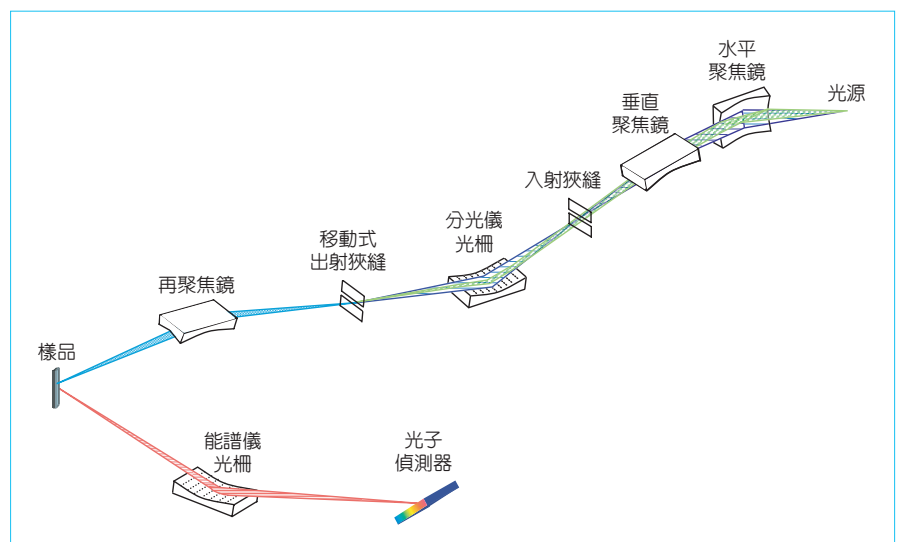 水平
聚焦鏡
光源
垂直
聚焦鏡
入射狹縫
分光儀
光柵
移動式
出射狹縫
再聚焦鏡
樣品
能譜儀
光柵
光子
偵測器